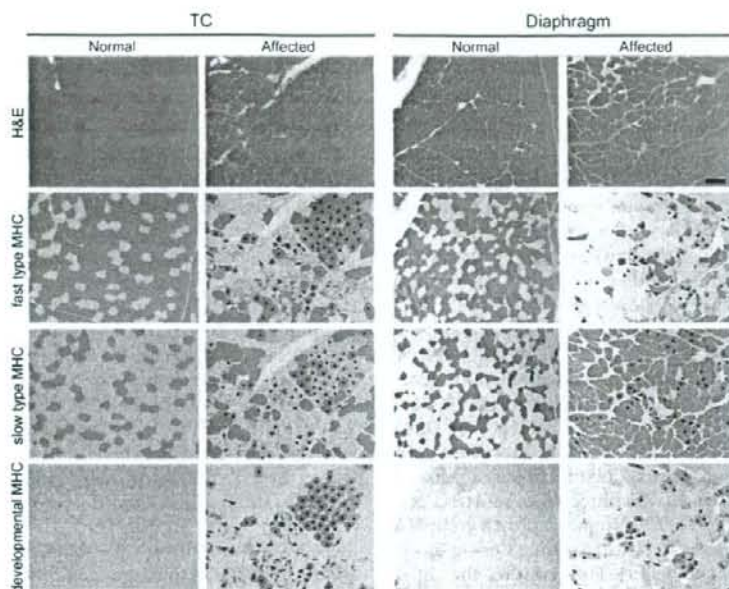 TC Diaphragm
Normal Affected Normal Affected
H&E
fast type MHC
slow type MHC
developmental MHC